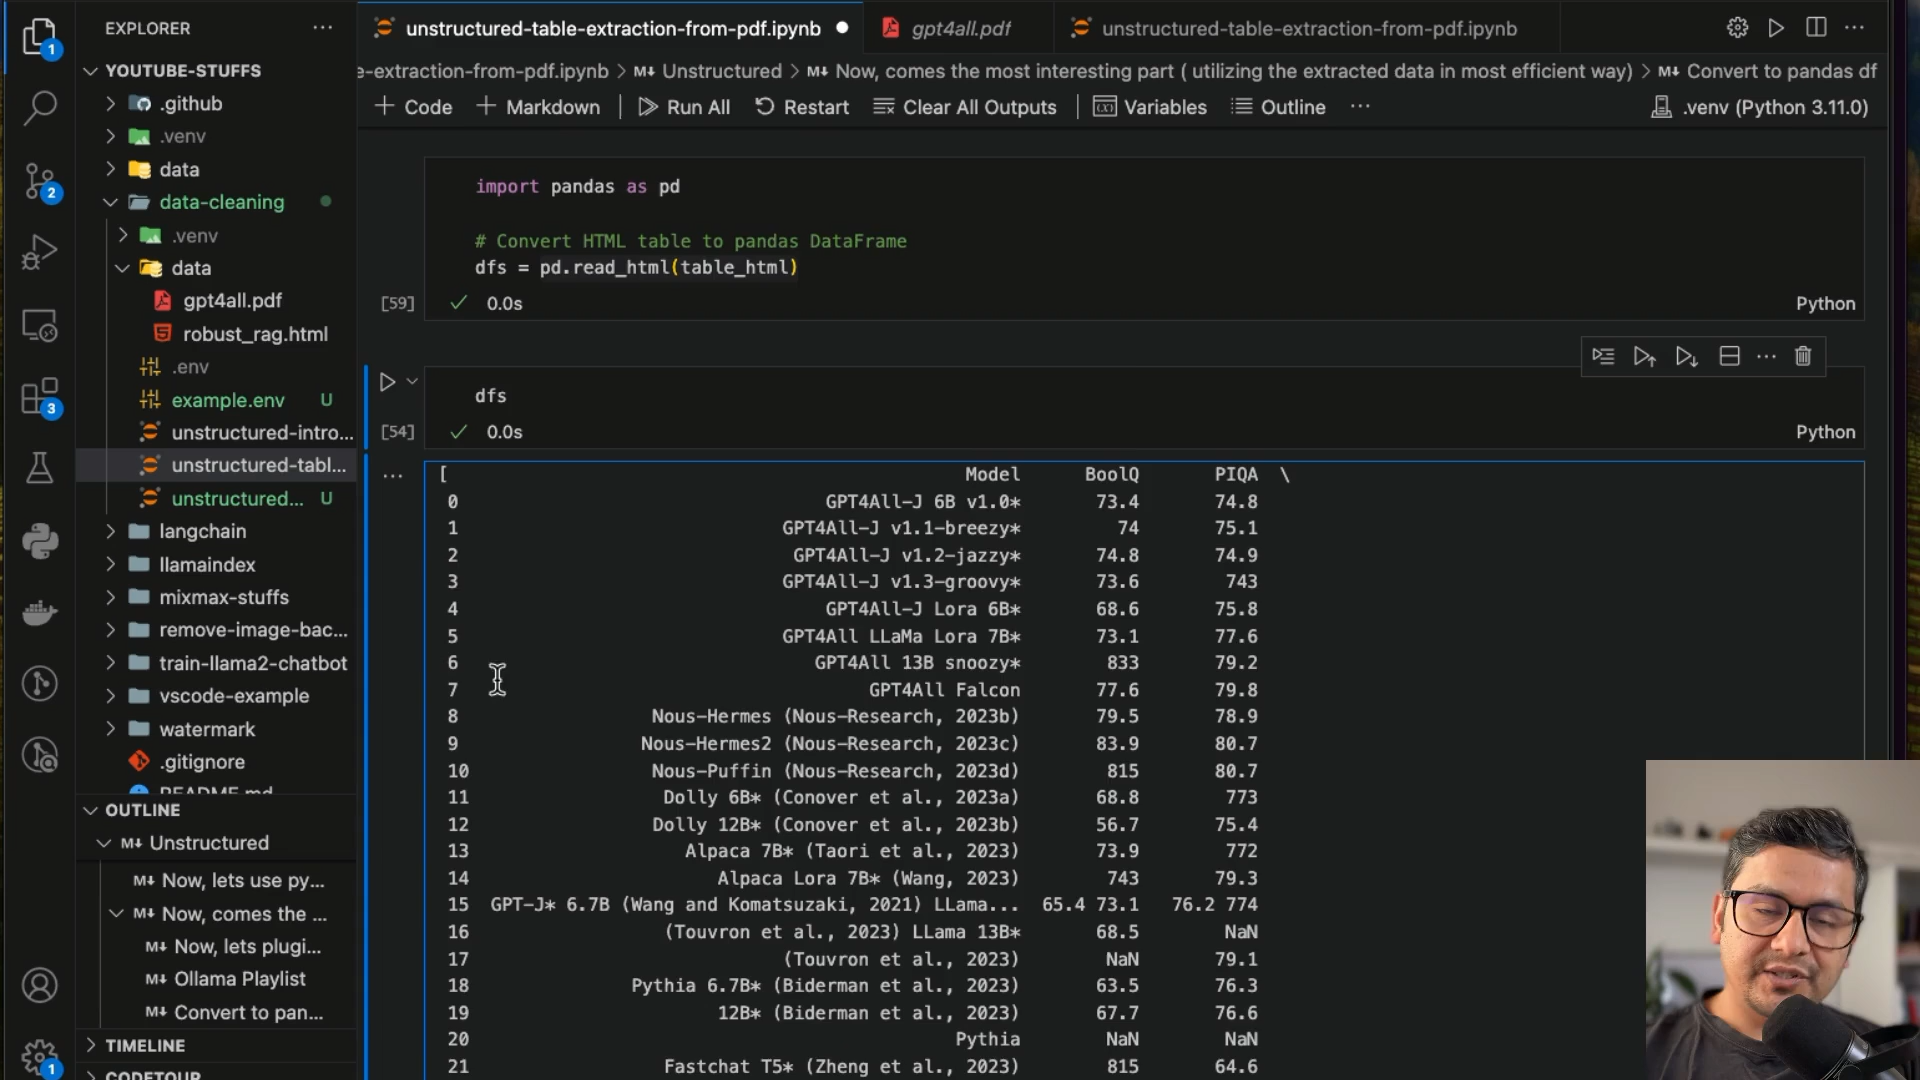 EXPLORER
YOUTUBE-STUFFS
.github
.venv
data
data-cleaning
.venv
data
gpt4all.pdf
robust_rag.html
.env
example.env U
unstructured-intro...
unstructured-tabl...
unstructured... U
langchain
llamaindex
mixmax-stuffs
remove-image-bac...
train-llama2-chatbot
vscode-example
watermark
.gitignore
README.md
OUTLINE
Unstructured
Now, lets use py...
Now, comes the ...
Now, lets plugi...
Ollama Playlist
Convert to pan...
TIMELINE
CODETOUR
1
2
3
1
unstructured-table-extraction-from-pdf.ipynb
gpt4all.pdf
unstructured-table-extraction-from-pdf.ipynb
e-extraction-from-pdf.ipynb > M↓ Unstructured > M↓ Now, comes the most interesting part ( utilizing the extracted data in most efficient way) > M↓ Convert to pandas df
+ Code + Markdown Run All Restart Clear All Outputs Variables Outline ... .venv (Python 3.11.0)
import pandas as pd
# Convert HTML table to pandas DataFrame
dfs = pd.read_html(table_html)
[59] 0.0s Python
dfs
[54] 0.0s Python
[ Model BoolQ PIQA \
0 GPT4All-J 6B v1.0* 73.4 74.8
1 GPT4All-J v1.1-breezy* 74 75.1
2 GPT4All-J v1.2-jazzy* 74.8 74.9
3 GPT4All-J v1.3-groovy* 73.6 743
4 GPT4All-J Lora 6B* 68.6 75.8
5 GPT4All LLaMa Lora 7B* 73.1 77.6
6 GPT4All 13B snoozy* 833 79.2
7 GPT4All Falcon 77.6 79.8
8 Nous-Hermes (Nous-Research, 2023b) 79.5 78.9
9 Nous-Hermes2 (Nous-Research, 2023c) 83.9 80.7
10 Nous-Puffin (Nous-Research, 2023d) 815 80.7
11 Dolly 6B* (Conover et al., 2023a) 68.8 773
12 Dolly 12B* (Conover et al., 2023b) 56.7 75.4
13 Alpaca 7B* (Taori et al., 2023) 73.9 772
14 Alpaca Lora 7B* (Wang, 2023) 743 79.3
15 GPT-J* 6.7B (Wang and Komatsuzaki, 2021) LLama... 65.4 73.1 76.2 774
16 (Touvron et al., 2023) LLama 13B* 68.5 NaN
17 (Touvron et al., 2023) NaN 79.1
18 Pythia 6.7B* (Biderman et al., 2023) 63.5 76.3
19 12B* (Biderman et al., 2023) 67.7 76.6
20 Pythia NaN NaN
21 Fastchat T5* (Zheng et al., 2023) 815 64.6